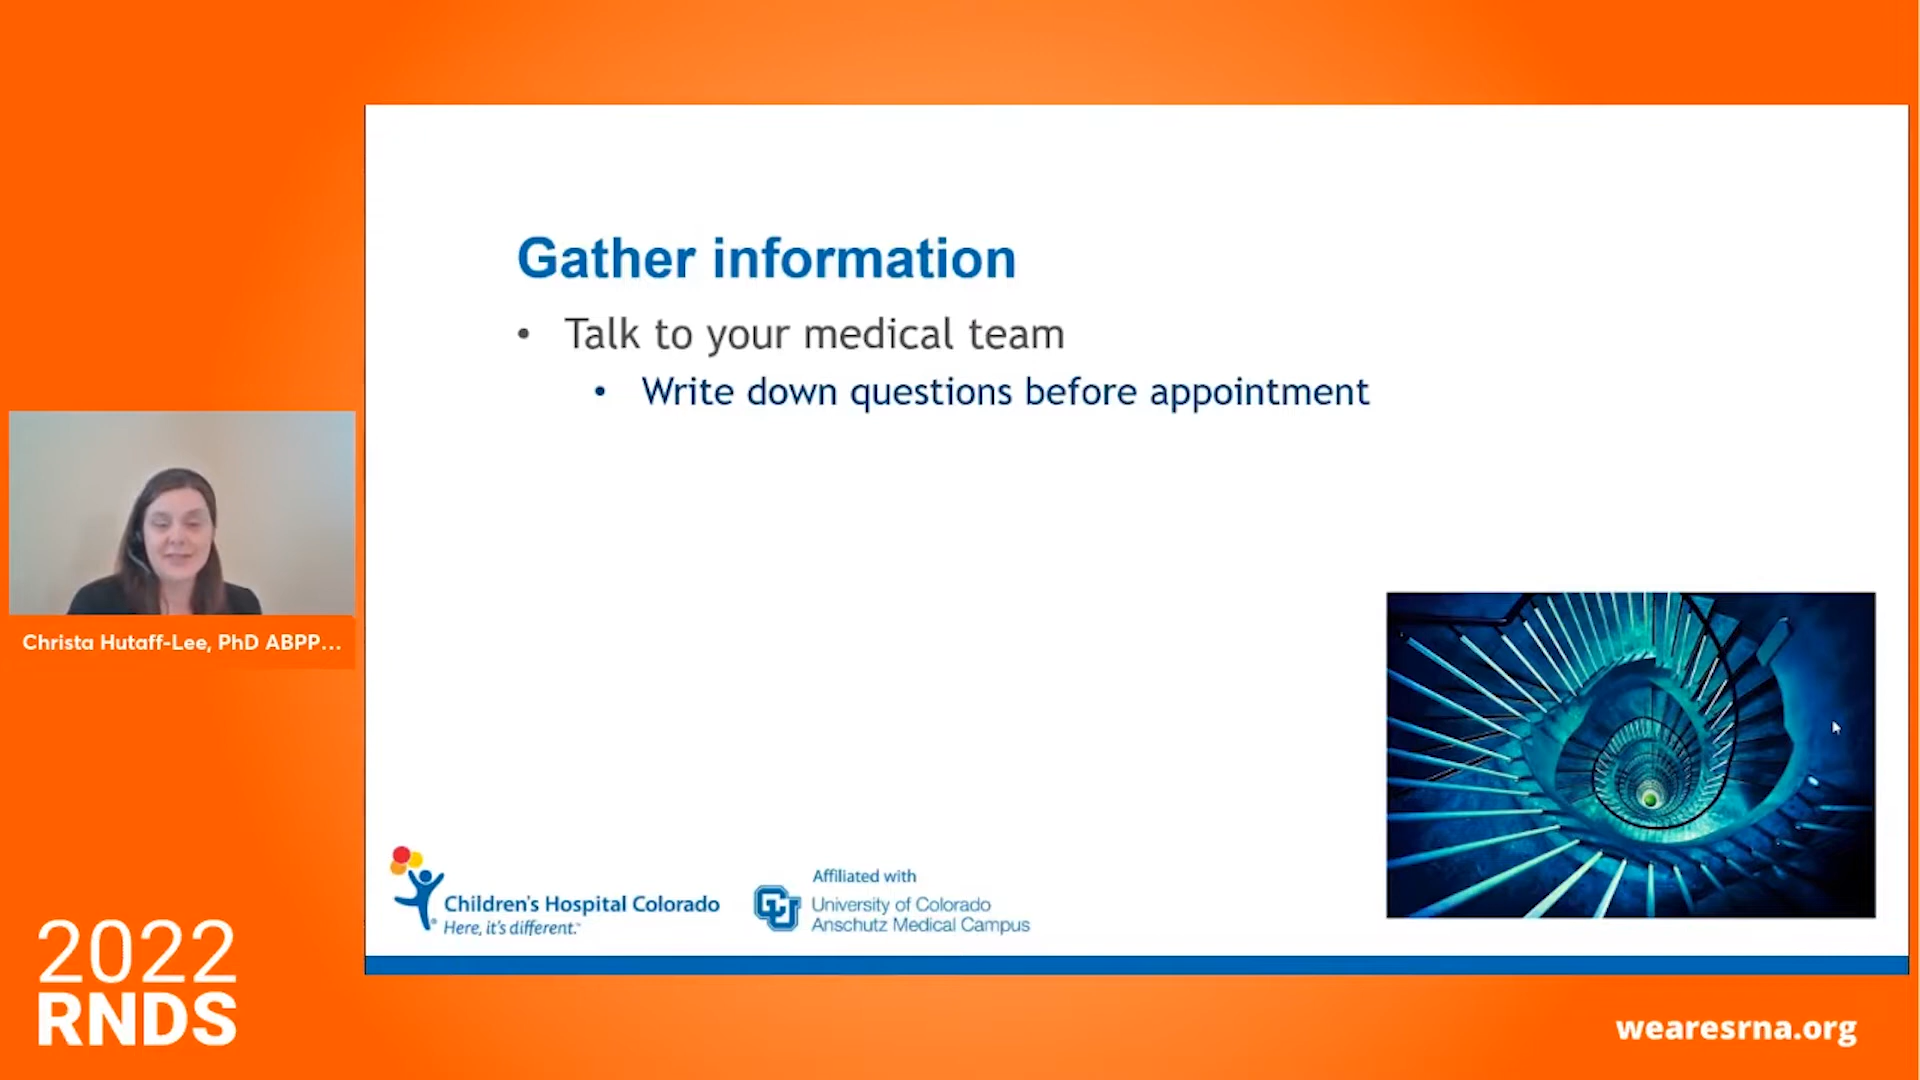 Gather information
• Talk to your medical team
• Write down questions before appointment
Christa Hutaff-Lee, PhD ABPP...
Children's Hospital Colorado
Here, it's different.™
Affiliated with
University of Colorado
Anschutz Medical Campus
2022
RNDS
wearesrna.org